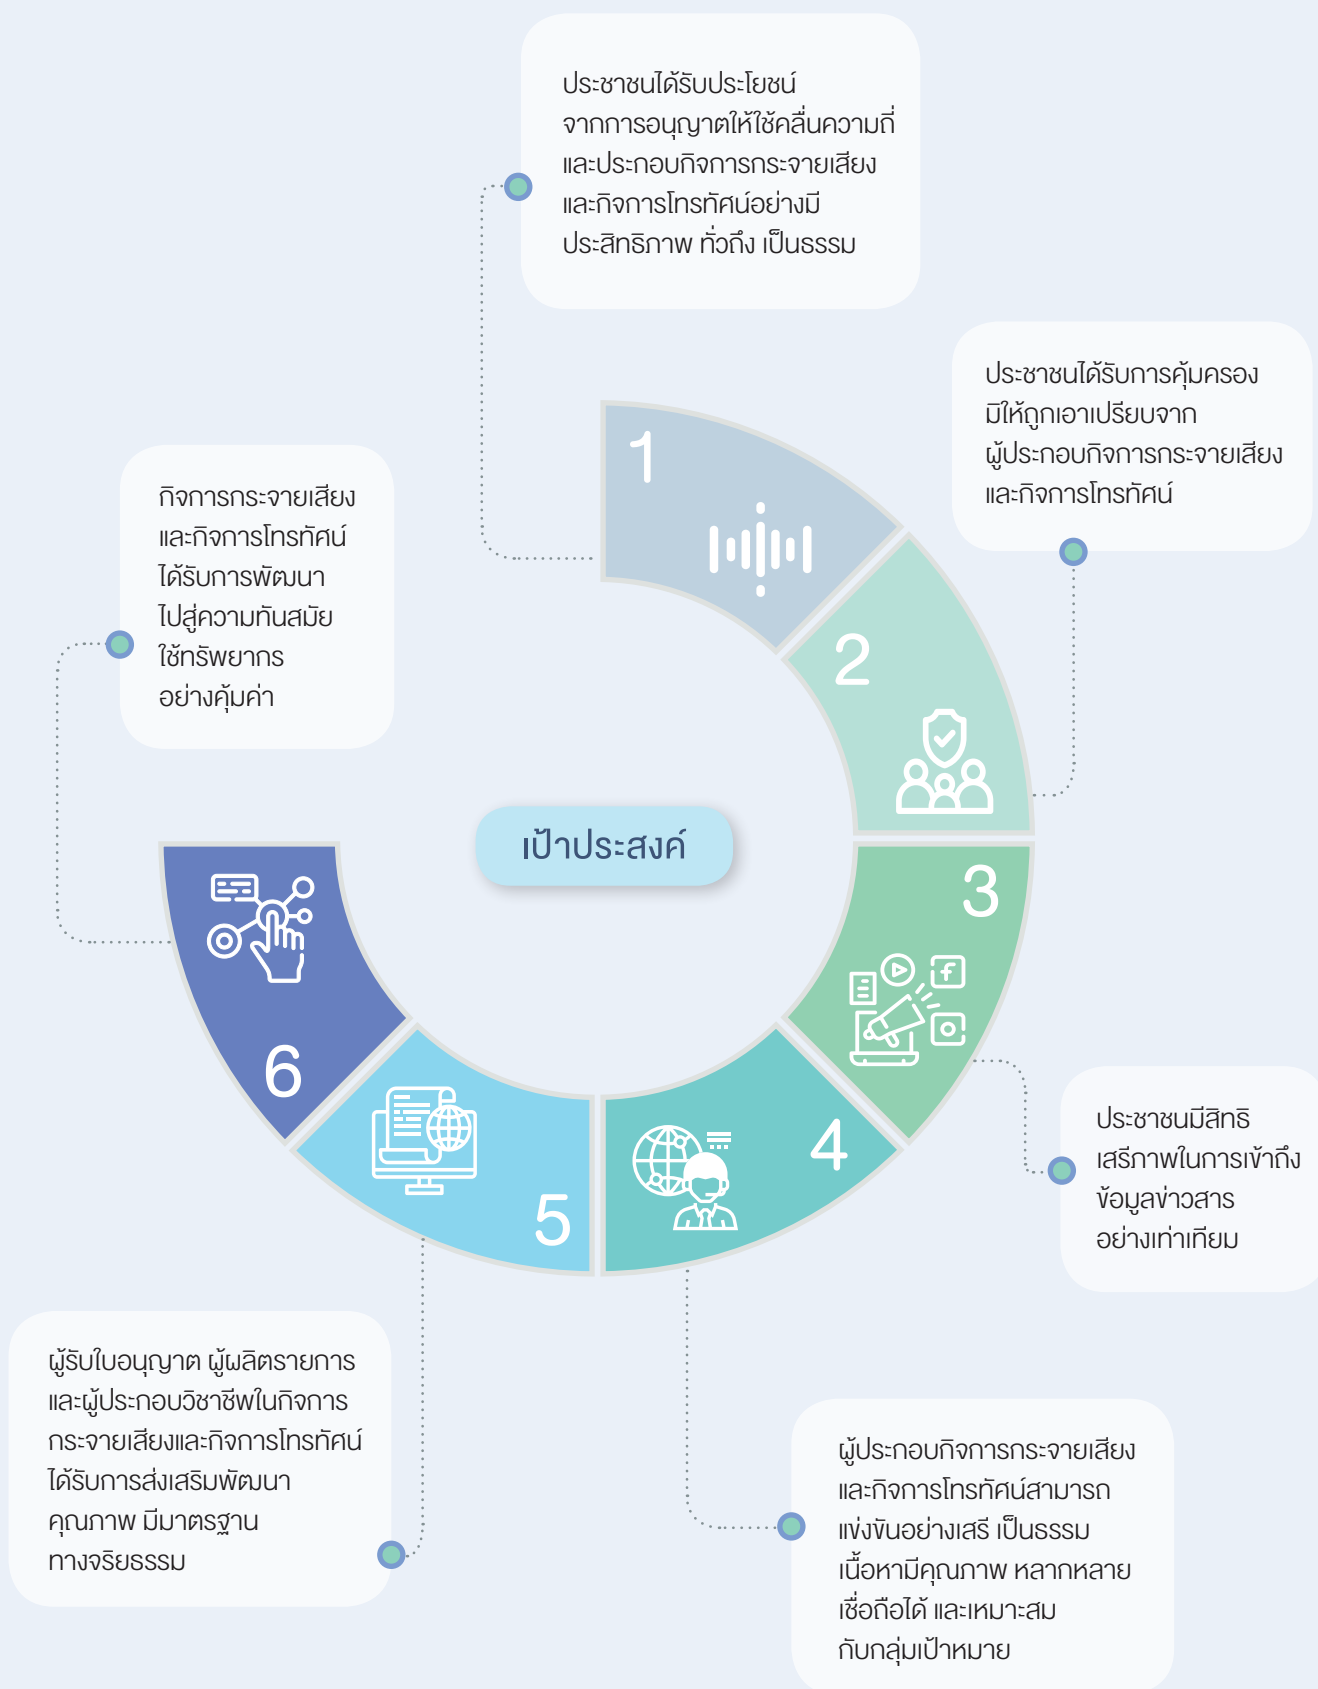 ประชาชนได้รับประโยชน์
จากการอนุญาตให้ใช้คลื่นความถี่
และประกอบกิจการกระจายเสียง
และกิจการโทรทัศน์อย่างมี
ประสิทธิภาพ ทั่วถึง เป็นธรรม
1
ประชาชนได้รับการคุ้มครอง
มิให้ถูกเอาเปรียบจาก
ผู้ประกอบกิจการกระจายเสียง
และกิจการโทรทัศน์
2
เป้าประสงค์
3
ประชาชนมีสิทธิ
เสรีภาพในการเข้าถึง
ข้อมูลข่าวสาร
อย่างเท่าเทียม
4
ผู้ประกอบกิจการกระจายเสียง
และกิจการโทรทัศน์สามารถ
แข่งขันอย่างเสรี เป็นธรรม
เนื้อหามีคุณภาพ หลากหลาย
เชื่อถือได้ และเหมาะสม
กับกลุ่มเป้าหมาย
5
ผู้รับใบอนุญาต ผู้ผลิตรายการ
และผู้ประกอบวิชาชีพในกิจการ
กระจายเสียงและกิจการโทรทัศน์
ได้รับการส่งเสริมพัฒนา
คุณภาพ มีมาตรฐาน
ทางจริยธรรม
6
กิจการกระจายเสียง
และกิจการโทรทัศน์
ได้รับการพัฒนา
ไปสู่ความทันสมัย
ใช้ทรัพยากร
อย่างคุ้มค่า